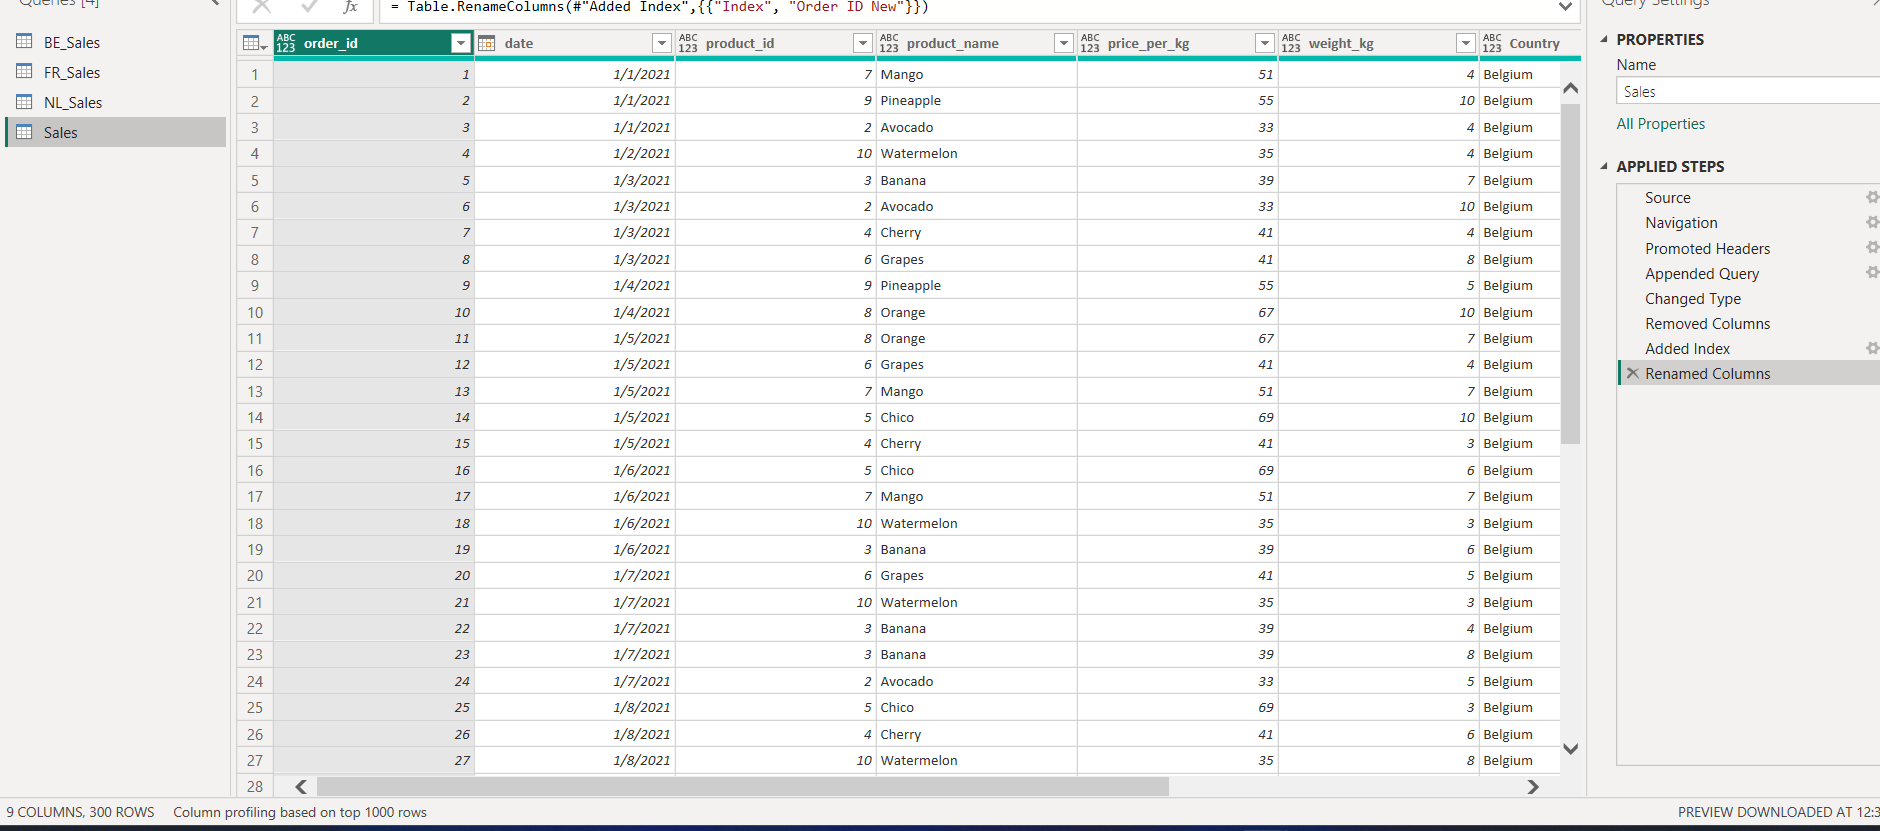 Queries [4]
fx
= Table.RenameColumns(#"Added Index",{{"Index", "Order ID New"}})
Query Settings
BE_Sales
FR_Sales
NL_Sales
Sales
ABC 123 order_id date ABC 123 product_id ABC 123 product_name ABC 123 price_per_kg ABC 123 weight_kg ABC 123 Country
1 1 1/1/2021 7 Mango 51 4 Belgium
2 2 1/1/2021 9 Pineapple 55 10 Belgium
3 3 1/1/2021 2 Avocado 33 4 Belgium
4 4 1/2/2021 10 Watermelon 35 4 Belgium
5 5 1/3/2021 3 Banana 39 7 Belgium
6 6 1/3/2021 2 Avocado 33 10 Belgium
7 7 1/3/2021 4 Cherry 41 4 Belgium
8 8 1/3/2021 6 Grapes 41 8 Belgium
9 9 1/4/2021 9 Pineapple 55 5 Belgium
10 10 1/4/2021 8 Orange 67 10 Belgium
11 11 1/5/2021 8 Orange 67 7 Belgium
12 12 1/5/2021 6 Grapes 41 4 Belgium
13 13 1/5/2021 7 Mango 51 7 Belgium
14 14 1/5/2021 5 Chico 69 10 Belgium
15 15 1/5/2021 4 Cherry 41 3 Belgium
16 16 1/6/2021 5 Chico 69 6 Belgium
17 17 1/6/2021 7 Mango 51 7 Belgium
18 18 1/6/2021 10 Watermelon 35 3 Belgium
19 19 1/6/2021 3 Banana 39 6 Belgium
20 20 1/7/2021 6 Grapes 41 5 Belgium
21 21 1/7/2021 10 Watermelon 35 3 Belgium
22 22 1/7/2021 3 Banana 39 4 Belgium
23 23 1/7/2021 3 Banana 39 8 Belgium
24 24 1/7/2021 2 Avocado 33 5 Belgium
25 25 1/8/2021 5 Chico 69 3 Belgium
26 26 1/8/2021 4 Cherry 41 6 Belgium
27 27 1/8/2021 10 Watermelon 35 8 Belgium
28
PROPERTIES
Name
Sales
All Properties
APPLIED STEPS
Source
Navigation
Promoted Headers
Appended Query
Changed Type
Removed Columns
Added Index
Renamed Columns
9 COLUMNS, 300 ROWS Column profiling based on top 1000 rows
PREVIEW DOWNLOADED AT 12:3